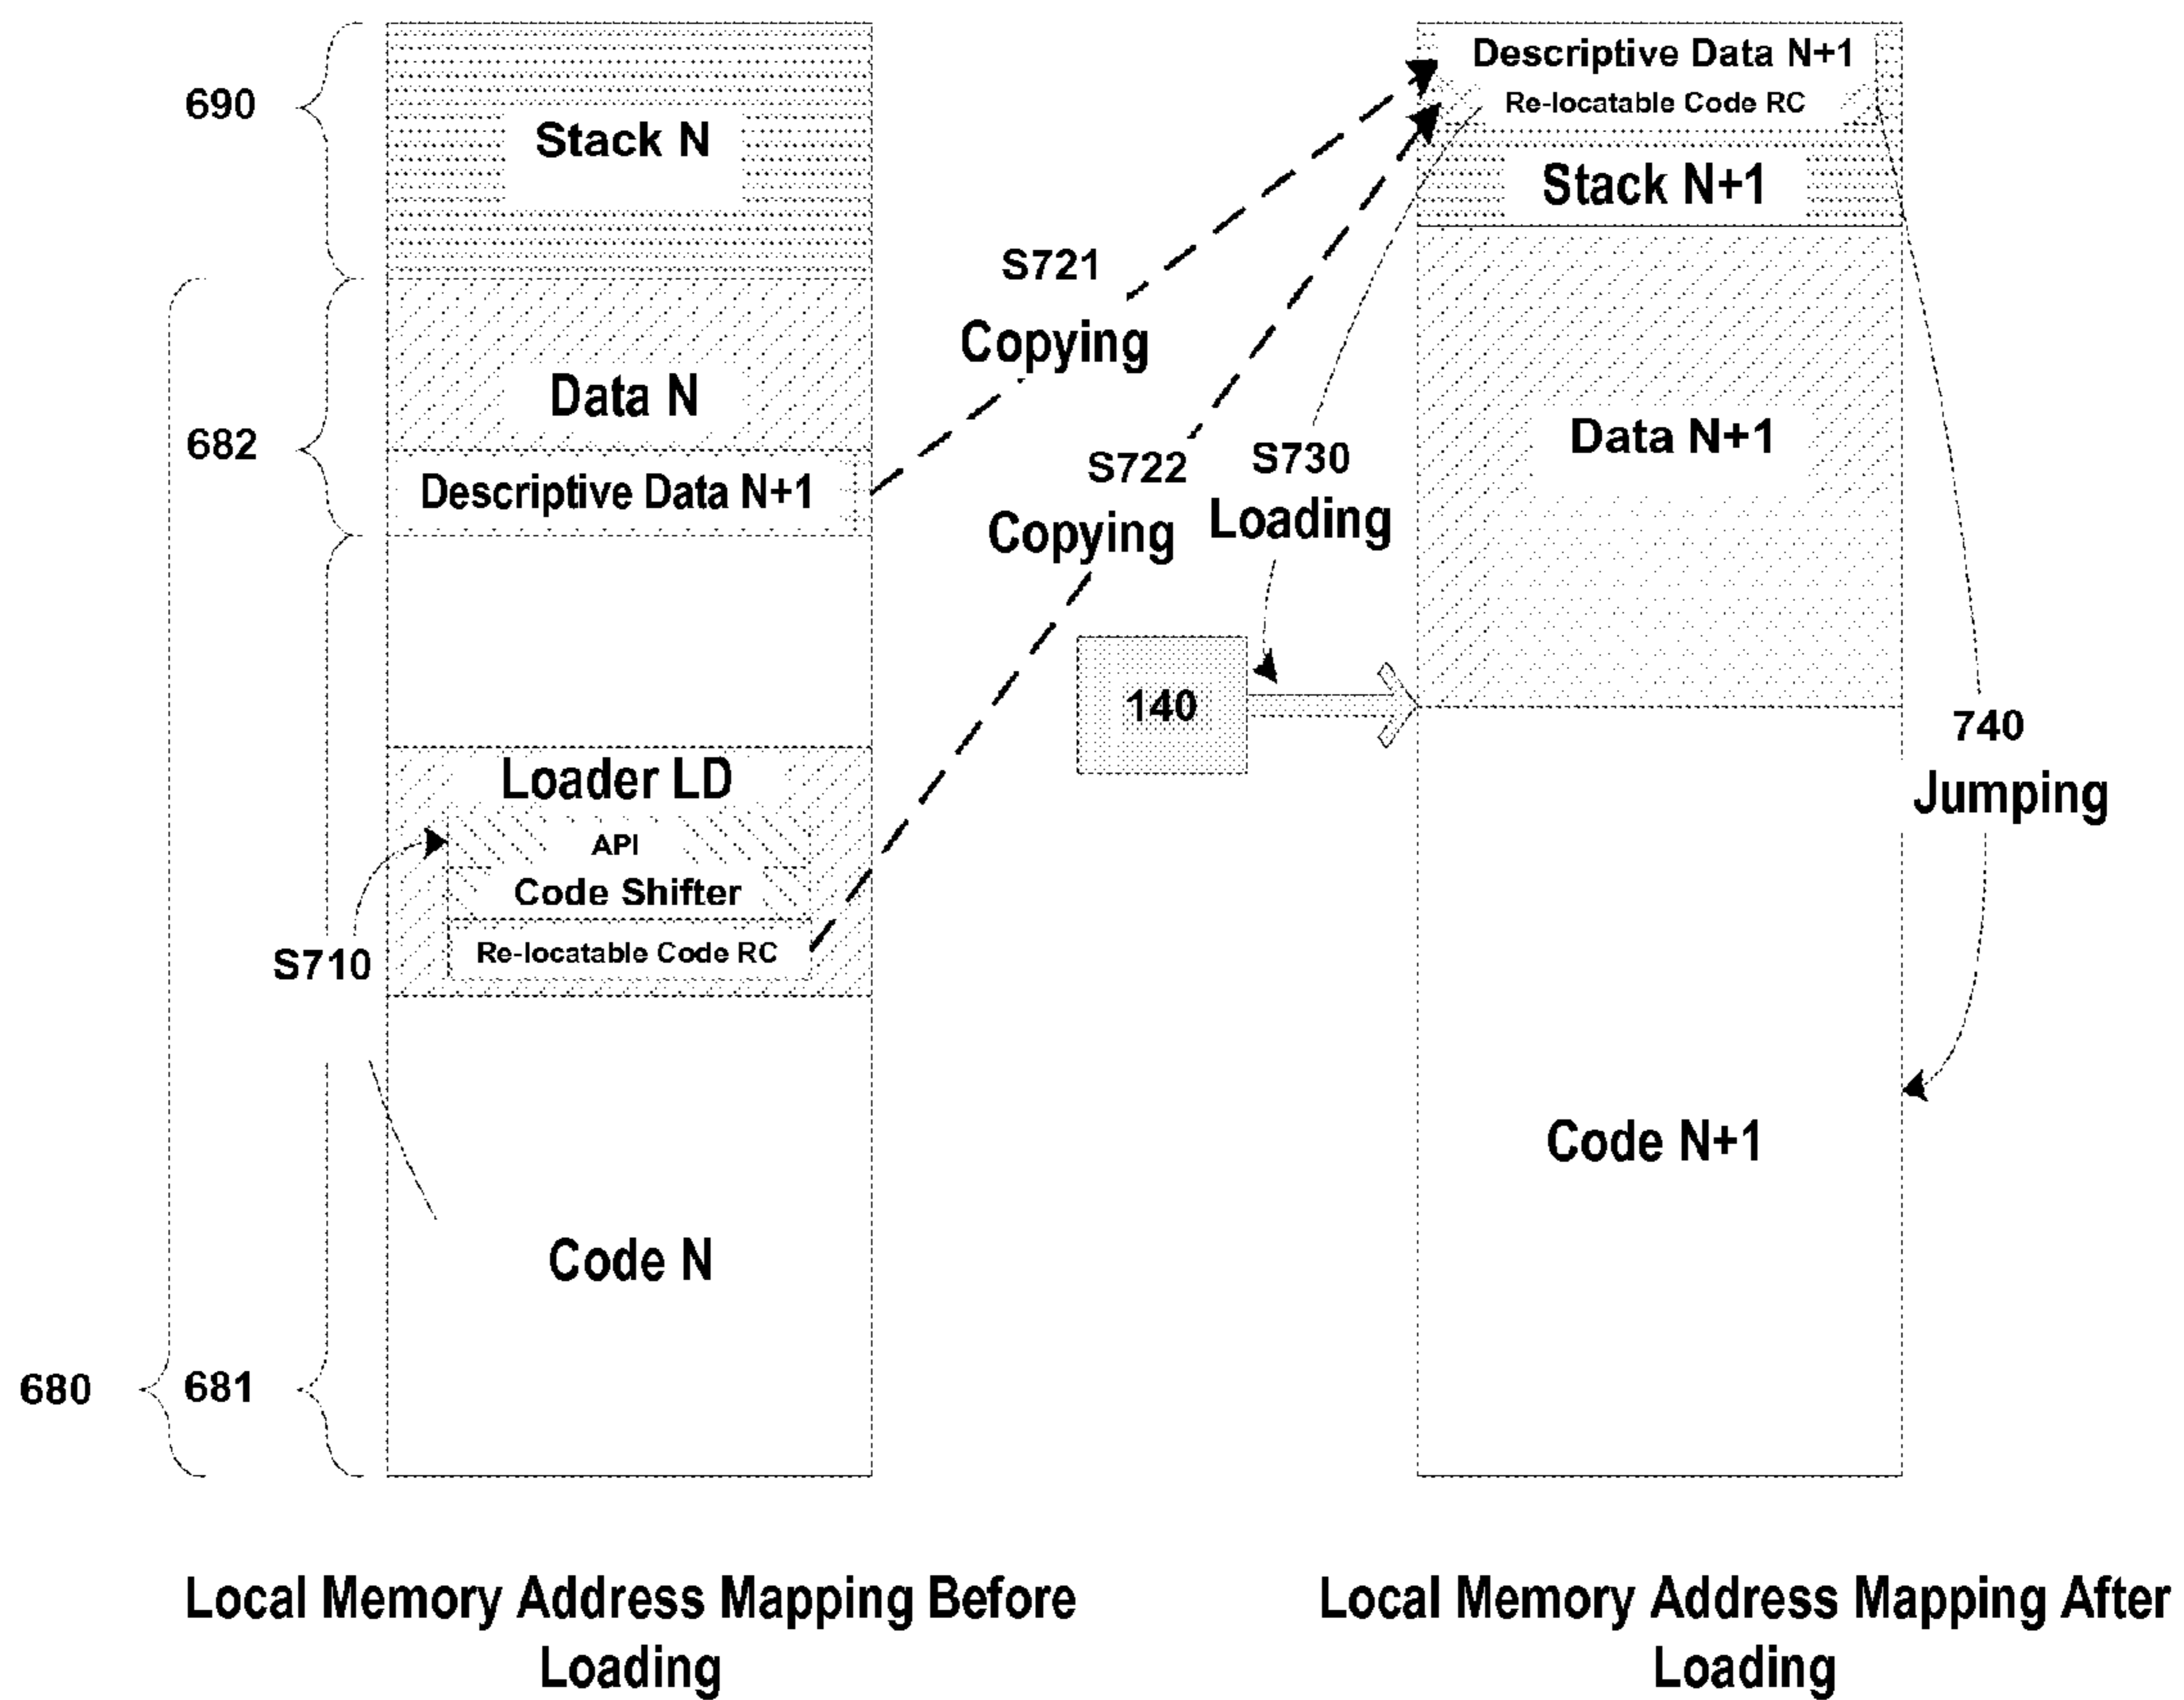 690
Stack N
682
Data N
Descriptive Data N+1
Loader LD
API
Code Shifter
Re-locatable Code RC
S710
Code N
680
681
S721
Copying
S722
Copying
S730
Loading
140
Descriptive Data N+1
Re-locatable Code RC
Stack N+1
Data N+1
740
Jumping
Code N+1
Local Memory Address Mapping Before
Loading
Local Memory Address Mapping After
Loading